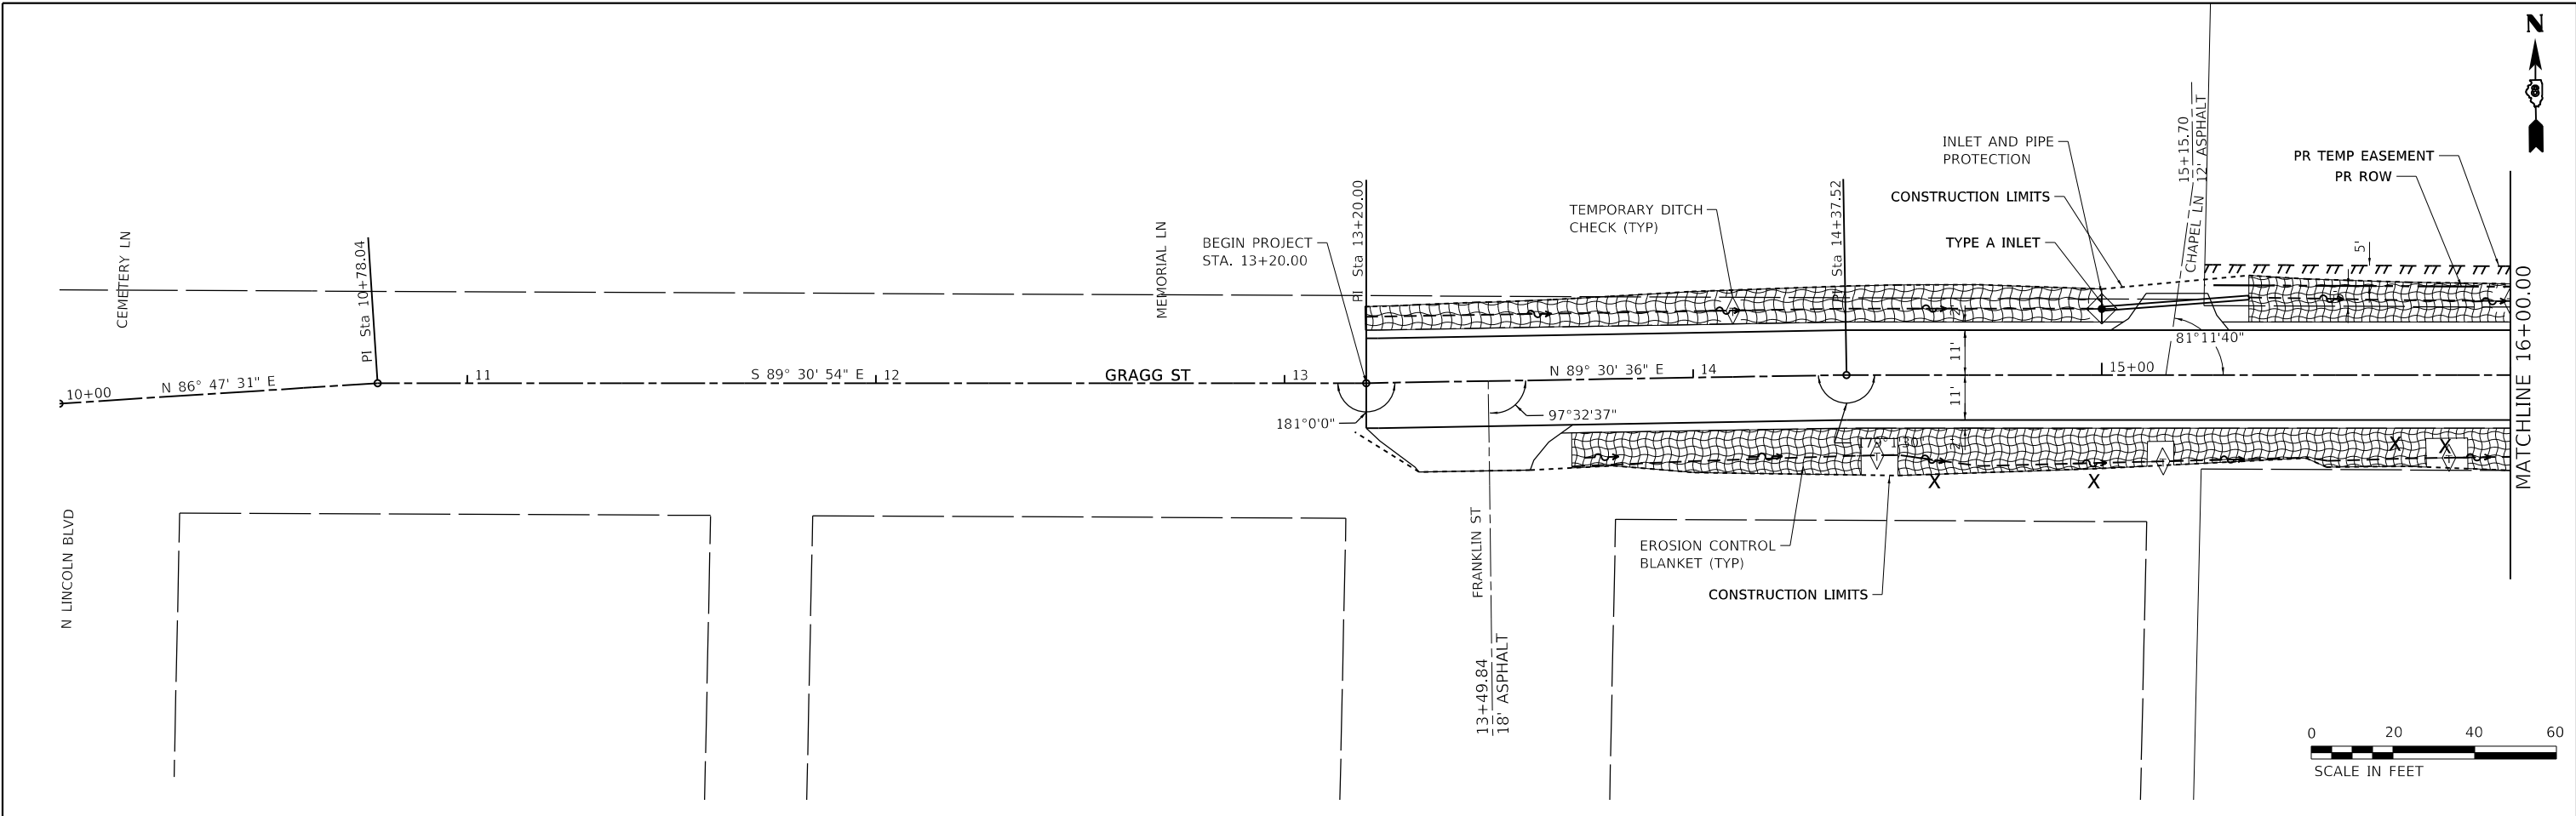 N
INLET AND PIPE
PROTECTION
CONSTRUCTION LIMITS
TYPE A INLET
15+15.70
12' ASPHALT
CHAPEL LN
PR TEMP EASEMENT
PR ROW
5'
TEMPORARY DITCH
CHECK (TYP)
BEGIN PROJECT
STA. 13+20.00
PI Sta 13+20.00
Sta 14+37.52
CEMETERY LN
PI Sta 10+78.04
MEMORIAL LN
2'
11'
81°11'40"
MATCHLINE 16+00.00
10+00
N 86° 47' 31" E
11
S 89° 30' 54" E
12
GRAGG ST
13
N 89° 30' 36" E
14
15+00
11'
181°0'0"
97°32'37"
2'
T
T
T
T
X
X
X
X
N LINCOLN BLVD
FRANKLIN ST
13+49.84
18' ASPHALT
EROSION CONTROL
BLANKET (TYP)
CONSTRUCTION LIMITS
0 20 40 60
SCALE IN FEET